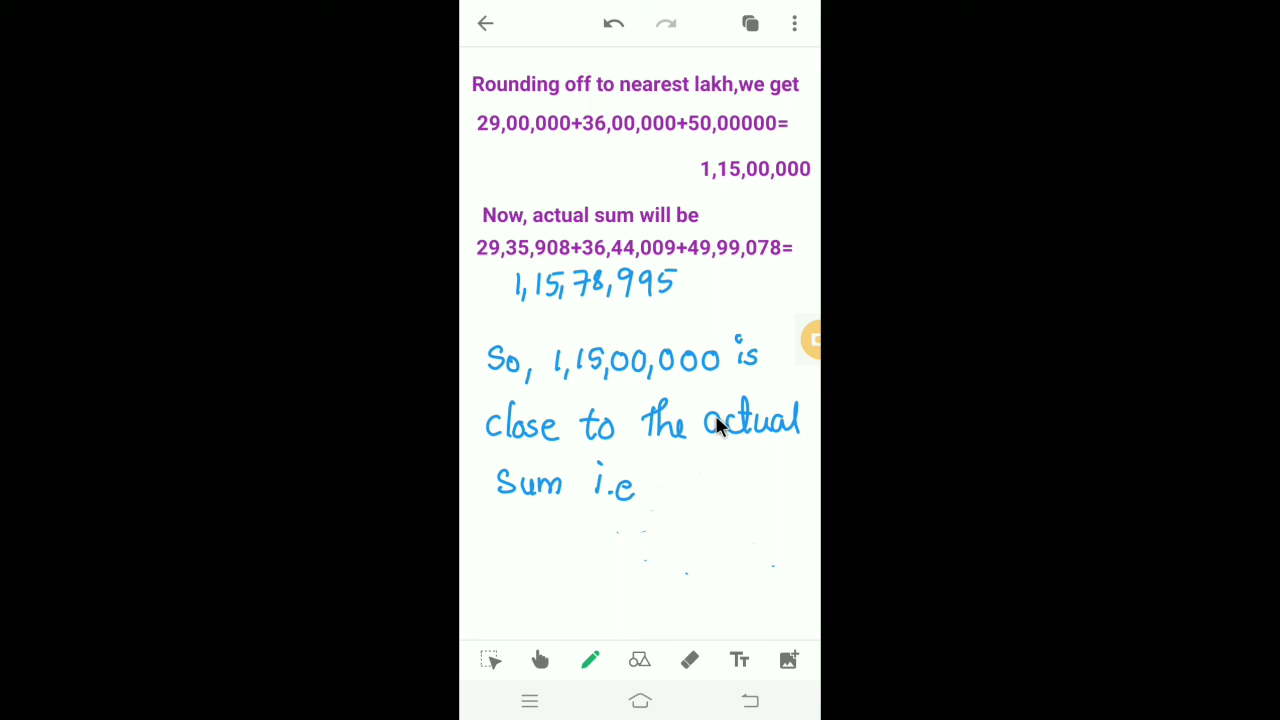 Rounding off to nearest lakh,we get
29,00,000+36,00,000+50,00000=
1,15,00,000
Now, actual sum will be
29,35,908+36,44,009+49,99,078=
1,15,78,995
So, 1,15,00,000 is
close to the actual
sum i.e
Tт